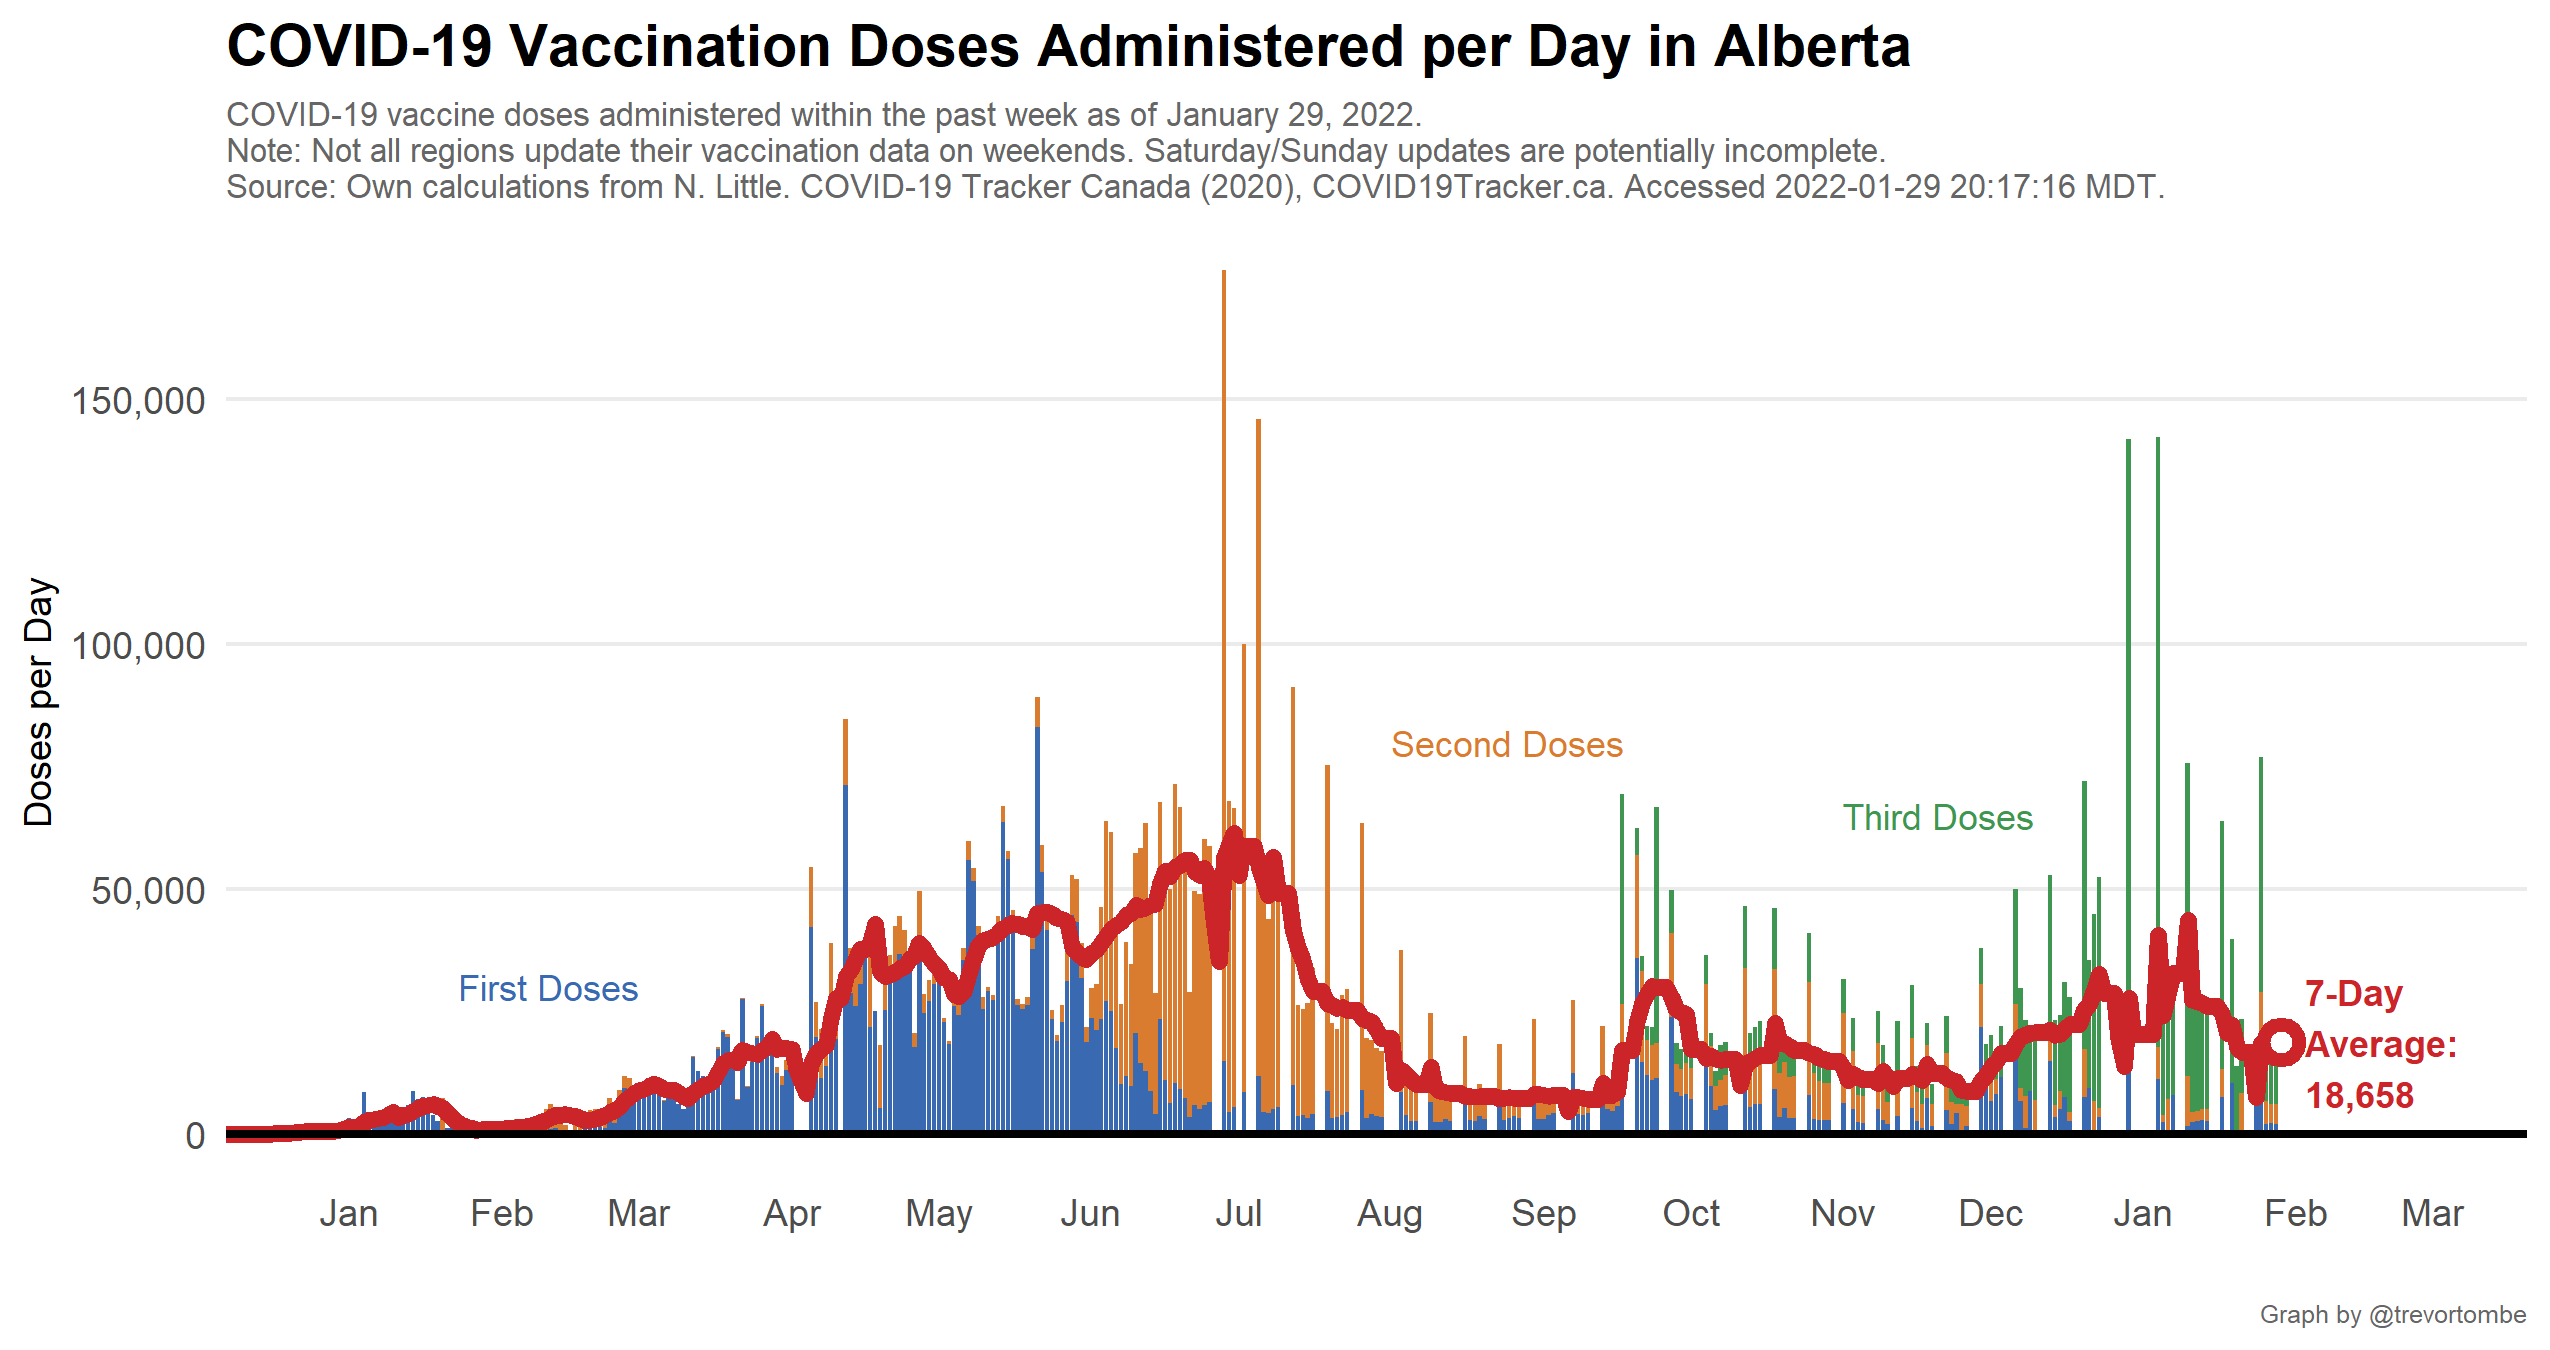 COVID-19 Vaccination Doses Administered per Day in Alberta
COVID-19 vaccine doses administered within the past week as of January 29, 2022.
Note: Not all regions update their vaccination data on weekends. Saturday/Sunday updates are potentially incomplete.
Source: Own calculations from N. Little. COVID-19 Tracker Canada (2020), COVID19Tracker.ca. Accessed 2022-01-29 20:17:16 MDT.
Doses per Day
150,000
100,000
50,000
0
First Doses
Second Doses
Third Doses
7-Day
Average:
18,658
Jan Feb Mar Apr May Jun Jul Aug Sep Oct Nov Dec Jan Feb Mar
Graph by @trevortombe